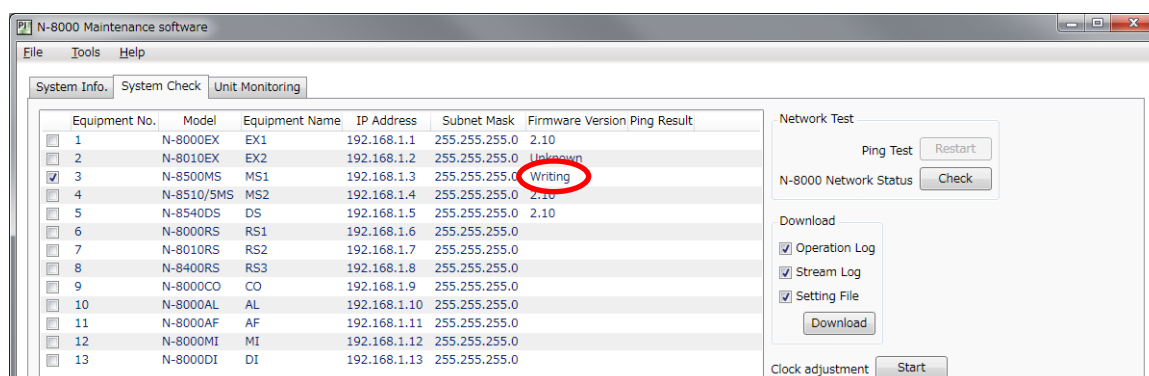 N-8000 Maintenance software
File Tools Help
System Info. System Check Unit Monitoring
Equipment No. Model Equipment Name IP Address Subnet Mask Firmware Version Ping Result
1 N-8000EX EX1 192.168.1.1 255.255.255.0 2.10
2 N-8010EX EX2 192.168.1.2 255.255.255.0 Unknown
3 N-8500MS MS1 192.168.1.3 255.255.255.0 Writing
4 N-8510/5MS MS2 192.168.1.4 255.255.255.0 2.10
5 N-8540DS DS 192.168.1.5 255.255.255.0 2.10
6 N-8000RS RS1 192.168.1.6 255.255.255.0
7 N-8010RS RS2 192.168.1.7 255.255.255.0
8 N-8400RS RS3 192.168.1.8 255.255.255.0
9 N-8000CO CO 192.168.1.9 255.255.255.0
10 N-8000AL AL 192.168.1.10 255.255.255.0
11 N-8000AF AF 192.168.1.11 255.255.255.0
12 N-8000MI MI 192.168.1.12 255.255.255.0
13 N-8000DI DI 192.168.1.13 255.255.255.0
Network Test
Ping Test Restart
N-8000 Network Status Check
Download
Operation Log
Stream Log
Setting File
Download
Clock adjustment Start